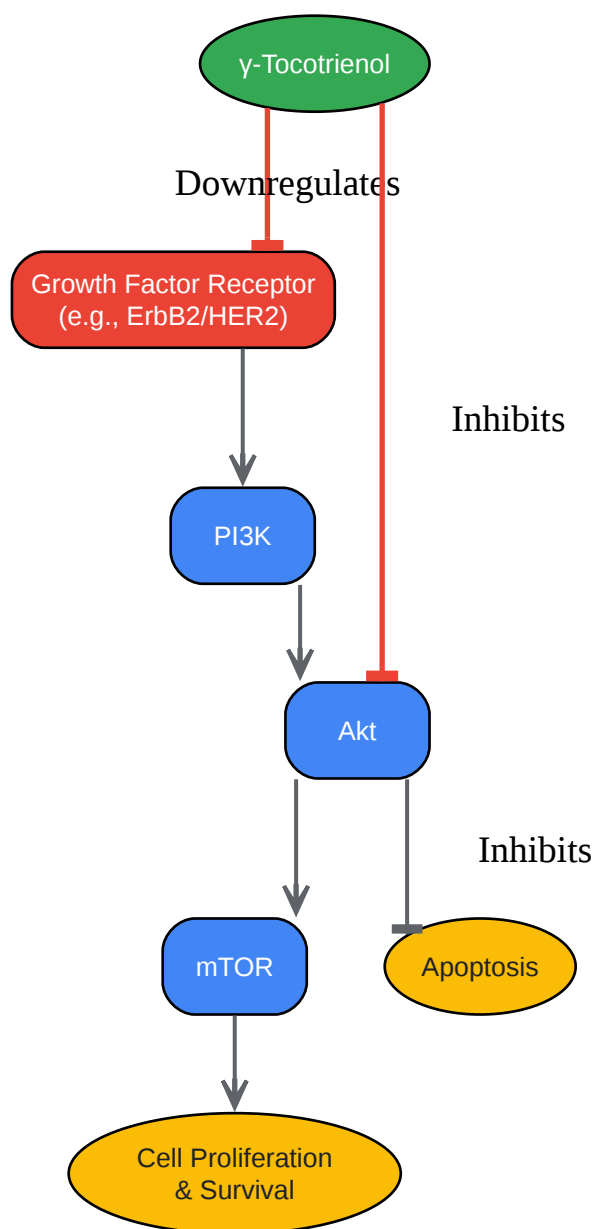 γ-Tocotrienol
Downregulates
Growth Factor Receptor
(e.g., ErbB2/HER2)
Inhibits
PI3K
Akt
Inhibits
mTOR
Apoptosis
Cell Proliferation
& Survival